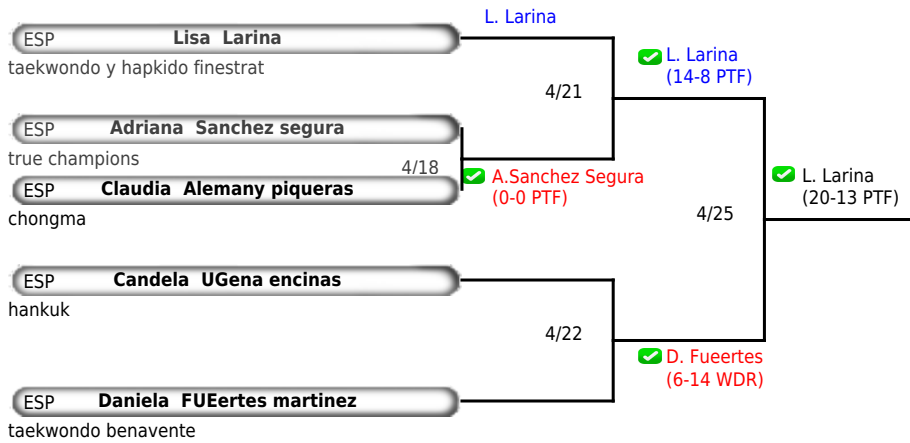 L. Larina
ESP Lisa Larina
taekwondo y hapkido finestrat
L. Larina
(14-8 PTF)
4/21
ESP Adriana Sanchez segura
true champions
4/18
A.Sanchez Segura
(0-0 PTF)
L. Larina
(20-13 PTF)
ESP Claudia Alemany piqueras
chongma
4/25
ESP Candela UGena encinas
hankuk
4/22
D. Fueertes
(6-14 WDR)
ESP Daniela FUEertes martinez
taekwondo benavente